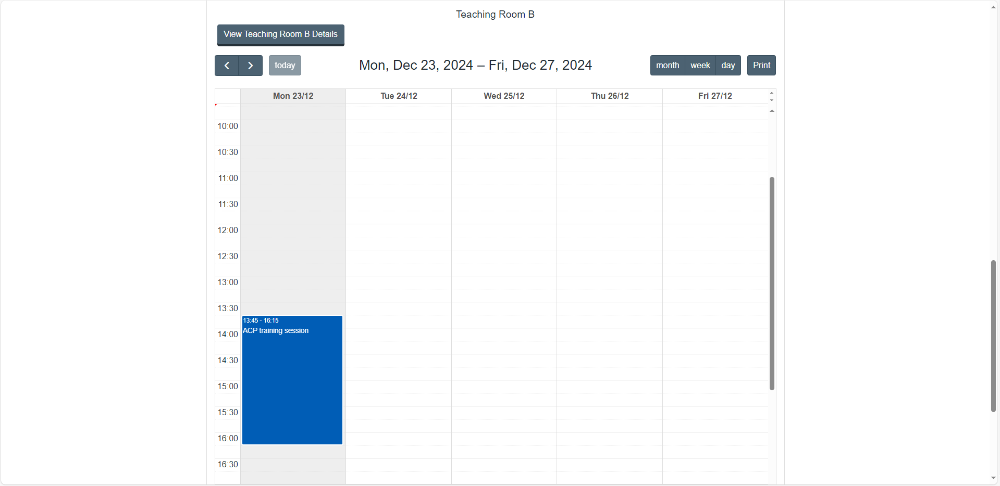 Teaching Room B
View Teaching Room B Details
today
Mon, Dec 23, 2024 – Fri, Dec 27, 2024
month week day Print
Mon 23/12 Tue 24/12 Wed 25/12 Thu 26/12 Fri 27/12
10:00
10:30
11:00
11:30
12:00
12:30
13:00
13:30
13:45 - 16:15
ACP training session
14:00
14:30
15:00
15:30
16:00
16:30